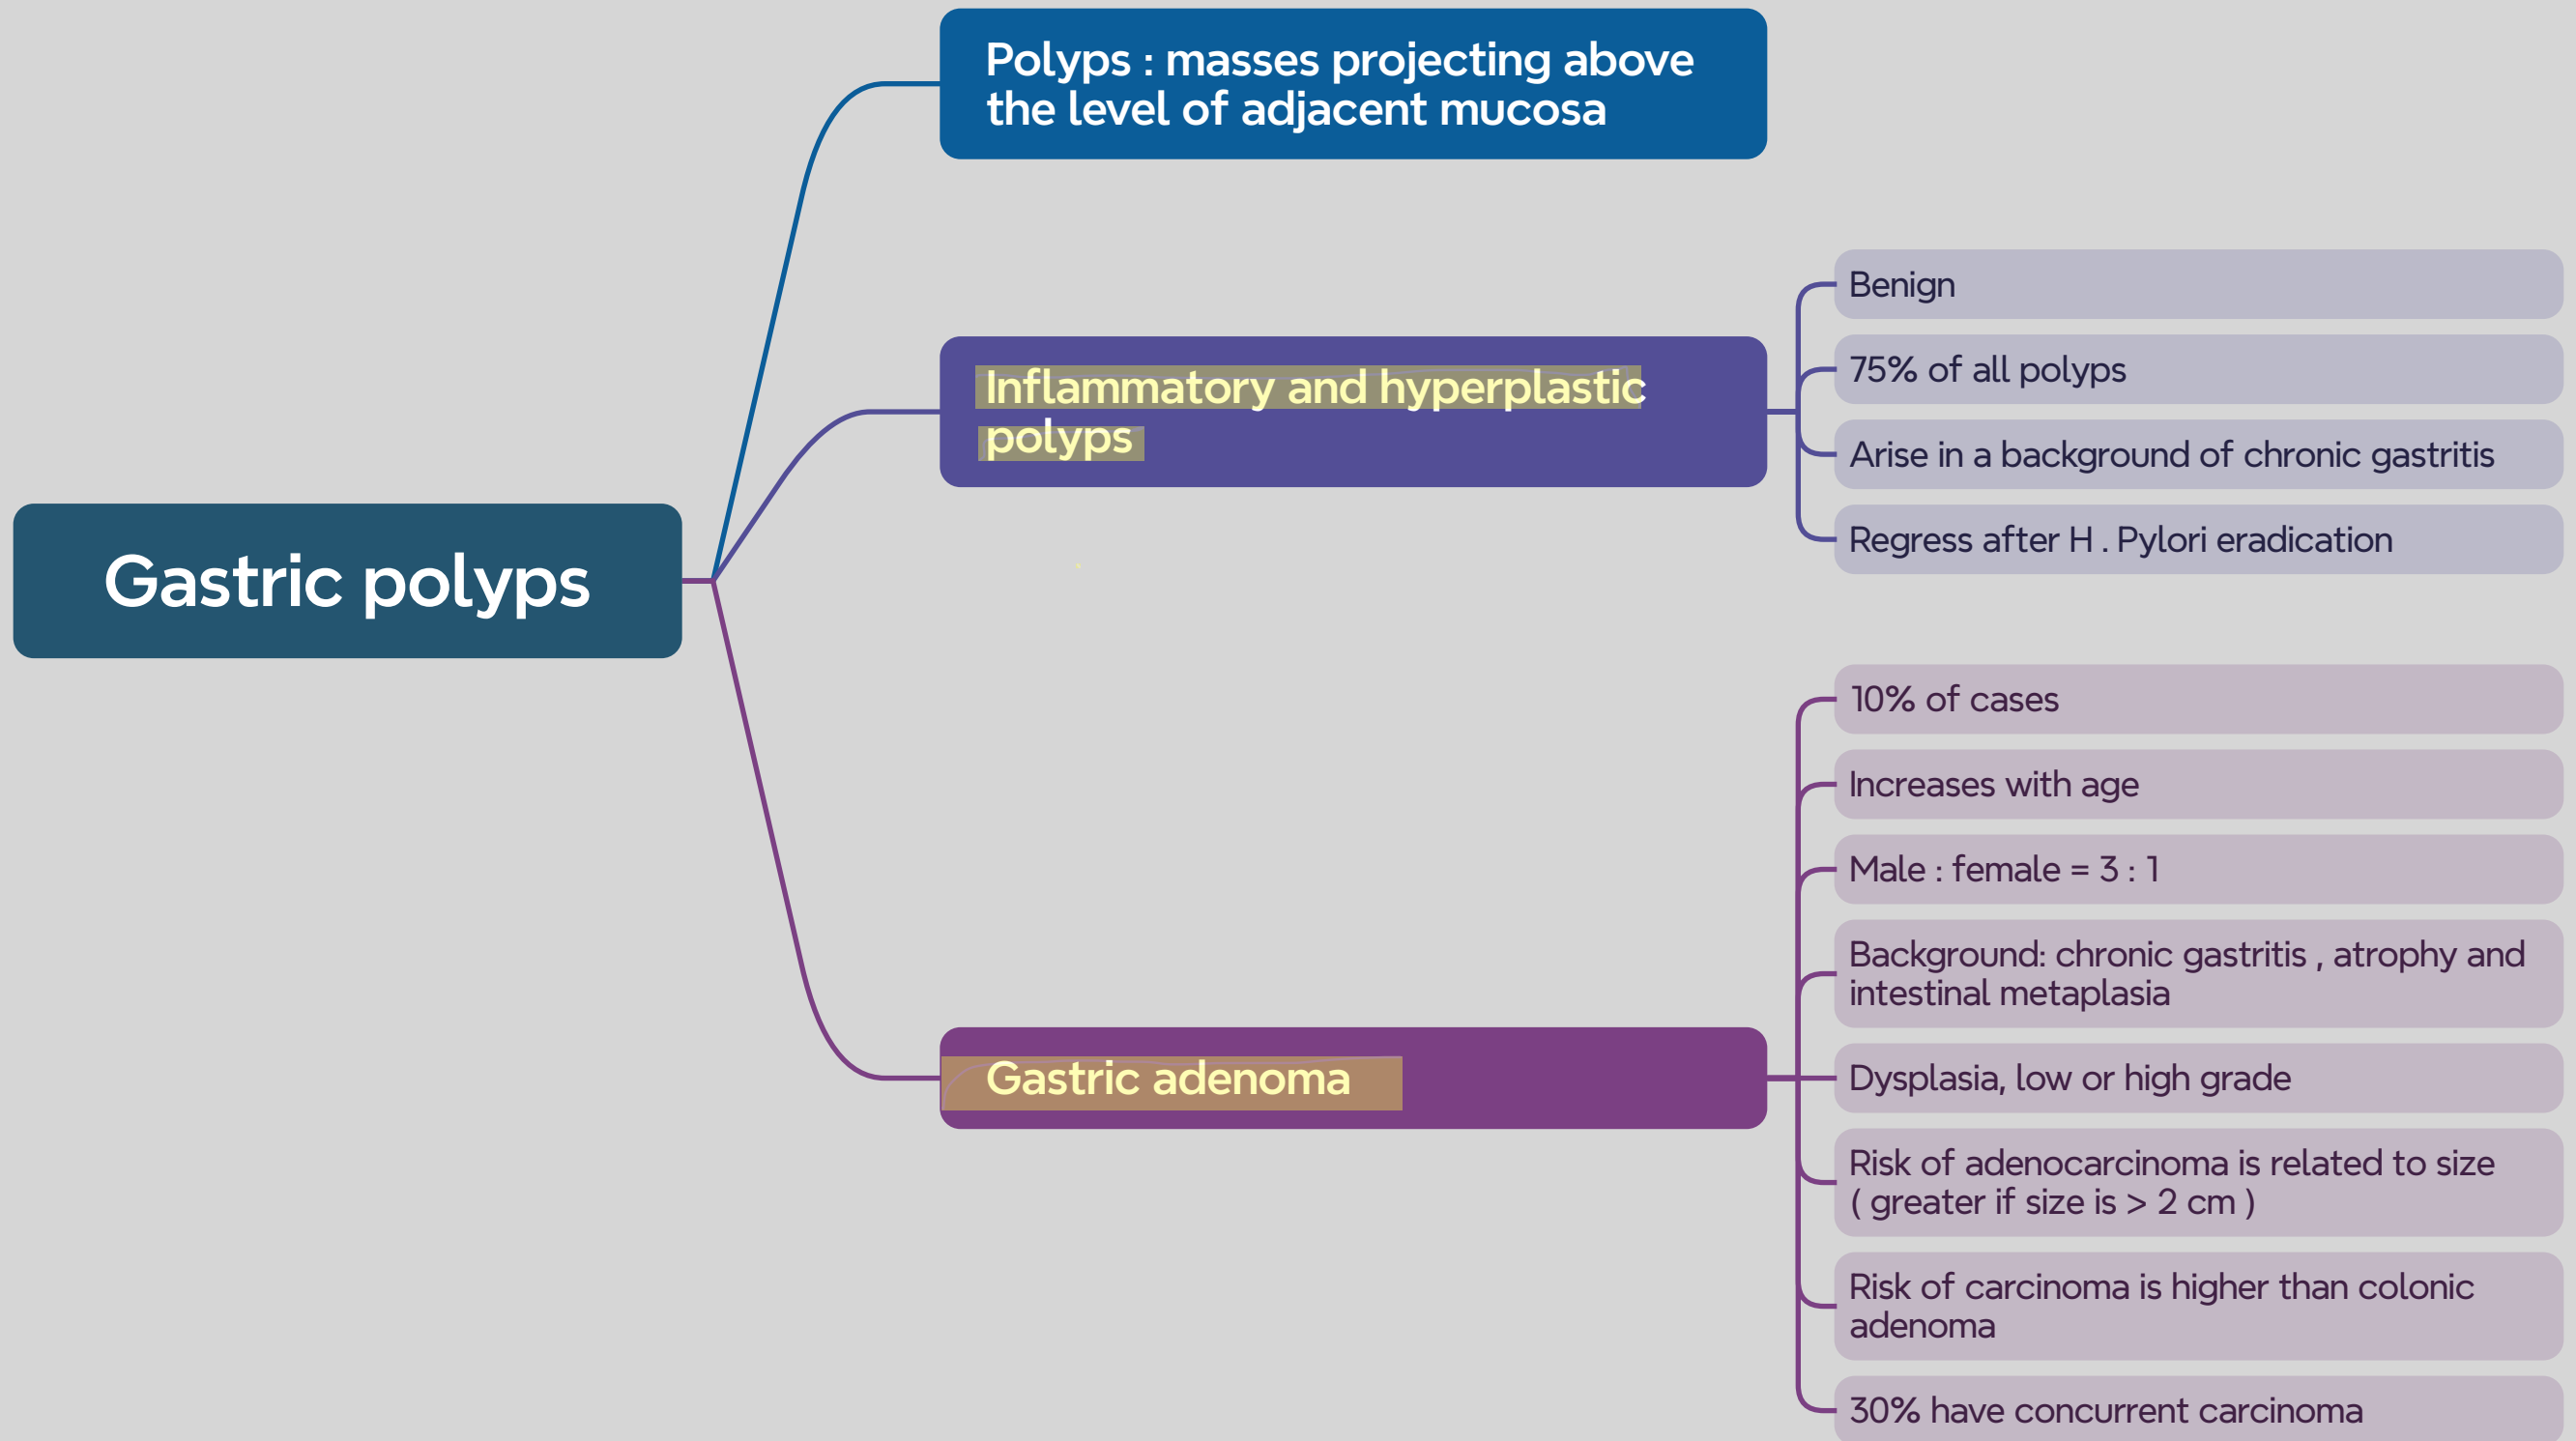 Polyps : masses projecting above
the level of adjacent mucosa
Benign
75% of all polyps
Inflammatory and hyperplastic
polyps
Arise in a background of chronic gastritis
Regress after H . Pylori eradication
Gastric polyps
10% of cases
Increases with age
Male : female = 3 : 1
Background: chronic gastritis , atrophy and
intestinal metaplasia
Gastric adenoma
Dysplasia, low or high grade
Risk of adenocarcinoma is related to size
( greater if size is > 2 cm )
Risk of carcinoma is higher than colonic
adenoma
30% have concurrent carcinoma